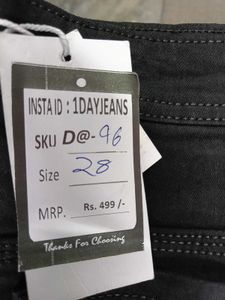 INSTA ID : 1DAYJEANS
SKU D@-96
Size 28
MRP. Rs. 499 /-
Thanks For Choosing